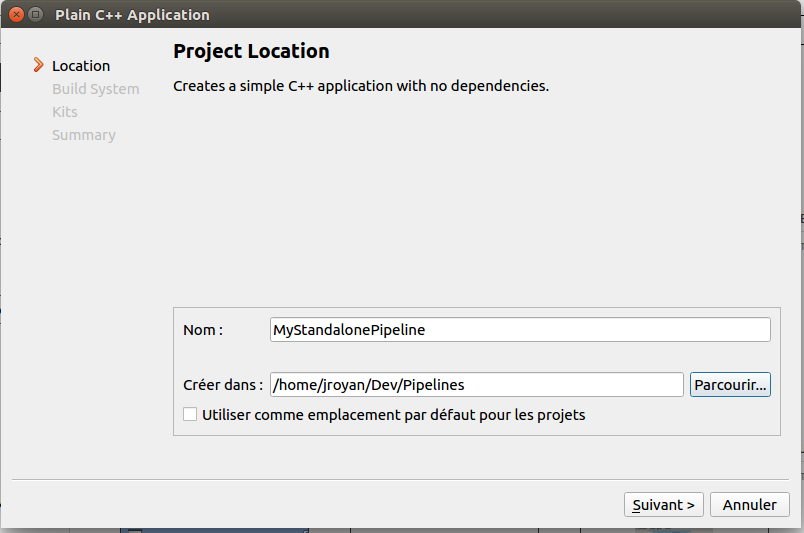 Plain C++ Application
Location
Build System
Kits
Summary
Project Location
Creates a simple C++ application with no dependencies.
Nom :
MyStandalonePipeline
Créer dans :
/home/jroyan/Dev/Pipelines
Parcourir...
Utiliser comme emplacement par défaut pour les projets
Suivant >
Annuler